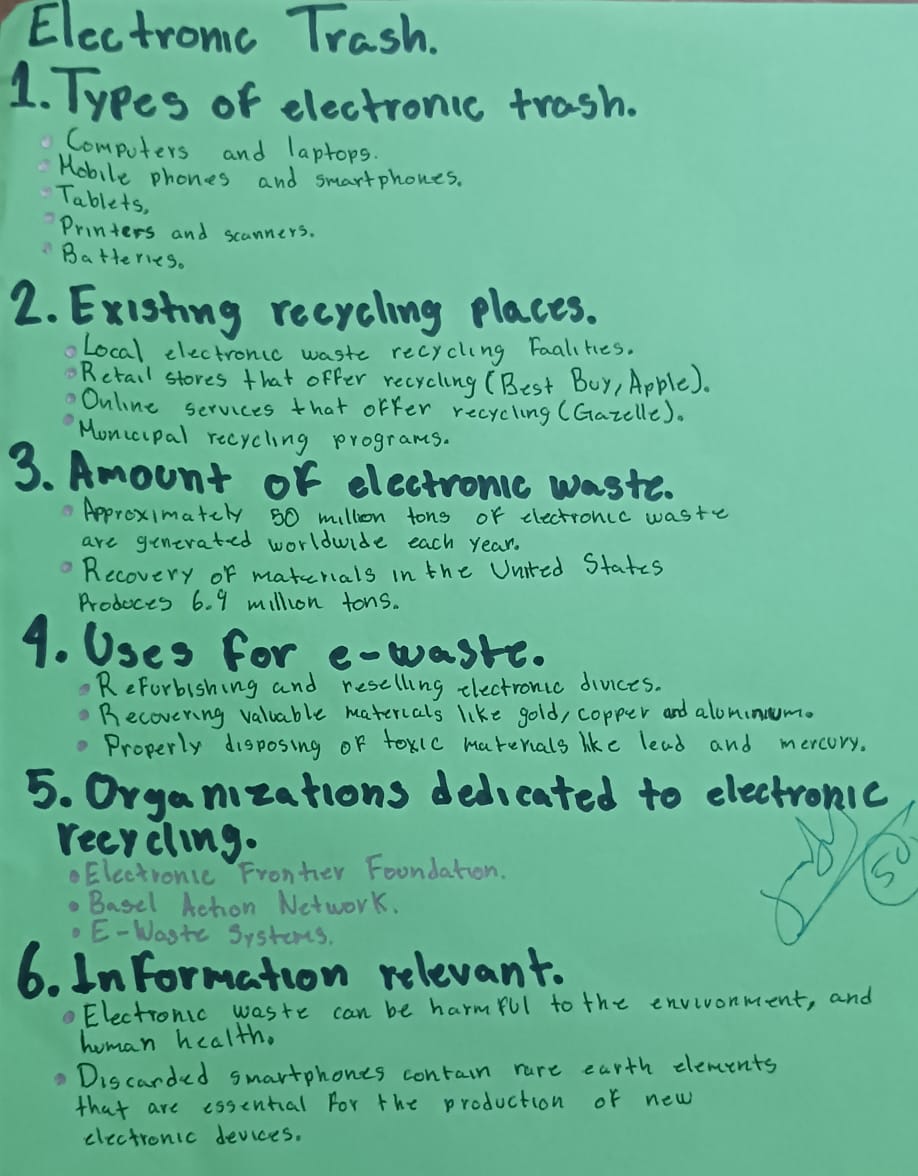 Electronic Trash.
1. Types of electronic trash.
• Computers and laptops.
• Mobile phones and smartphones.
• Tablets,
• Printers and scanners.
• Batteries.
2. Existing recycling places.
• Local electronic waste recycling Facilities.
• Retail stores that offer recycling (Best Buy, Apple).
• Online services that offer recycling (Gazelle).
• Municipal recycling programs.
3. Amount of electronic waste.
• Approximately 50 million tons of electronic waste
are generated worldwide each year.
• Recovery of materials in the United States
Produces 6.9 million tons.
4. Uses for e-waste.
• Refurbishing and reselling electronic divices.
• Recovering valuable materials like gold, copper and aluminium.
• Properly disposing of toxic materials like lead and mercury.
5. Organizations dedicated to electronic
recycling.
• Electronic Frontier Foundation.
• Basel Action Network.
• E-Waste Systems.
6. Information relevant.
• Electronic waste can be harmful to the environment, and
human health.
• Discarded smartphones contain rare earth elements
that are essential for the production of new
electronic devices.